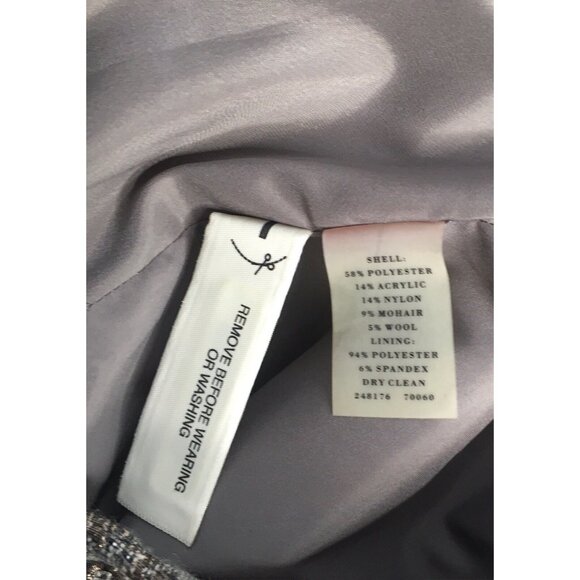 REMOVE BEFORE WEARING
OR WASHING
SHELL:
58% POLYESTER
14% ACRYLIC
14% NYLON
9% MOHAIR
5% WOOL
LINING:
94% POLYESTER
6% SPANDEX
DRY CLEAN
248176 70060